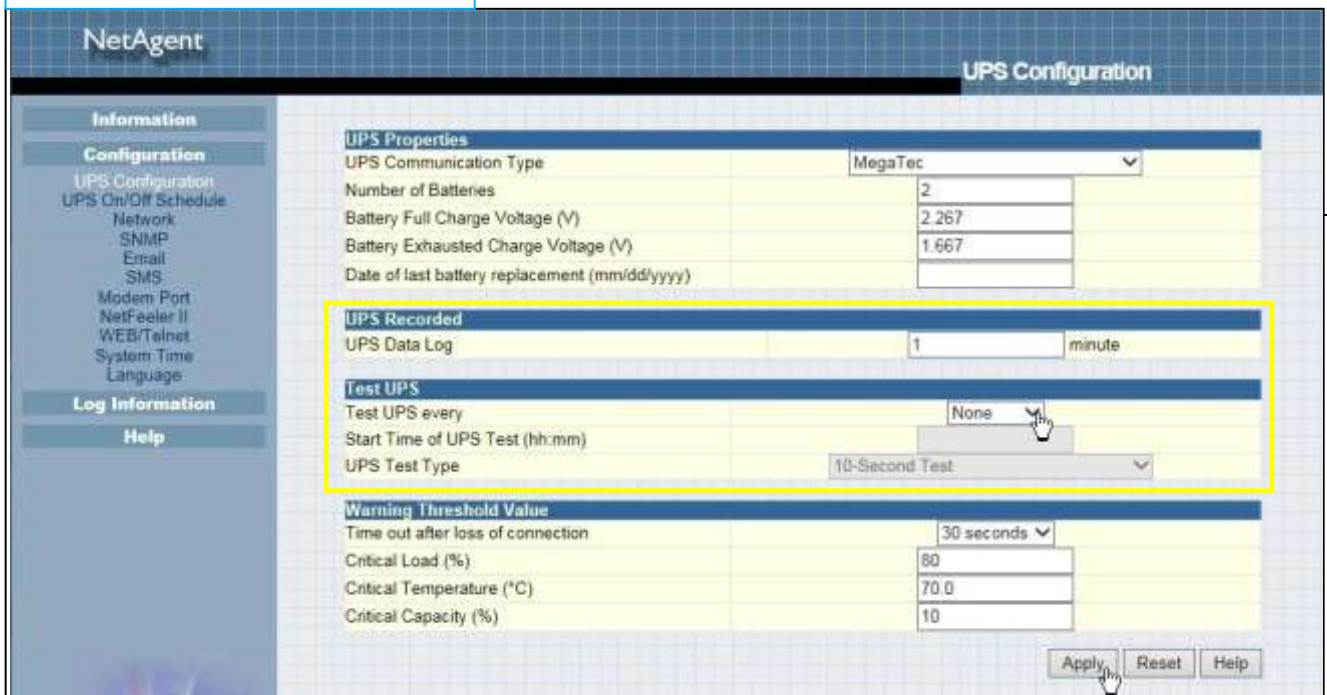 NetAgent
UPS Configuration
Information
Configuration
UPS Configuration
UPS On/Off Schedule
Network
SNMP
Email
SMS
Modem Port
NetFeeler II
WEB/Telnet
System Time
Language
Log Information
Help
UPS Properties
UPS Communication Type MegaTec
Number of Batteries 2
Battery Full Charge Voltage (V) 2.267
Battery Exhausted Charge Voltage (V) 1.667
Date of last battery replacement (mm/dd/yyyy)
UPS Recorded
UPS Data Log 1 minute
Test UPS
Test UPS every None
Start Time of UPS Test (hh:mm)
UPS Test Type 10-Second Test
Warning Threshold Value
Time out after loss of connection 30 seconds
Critical Load (%) 80
Critical Temperature (°C) 70.0
Critical Capacity (%) 10
Apply Reset Help